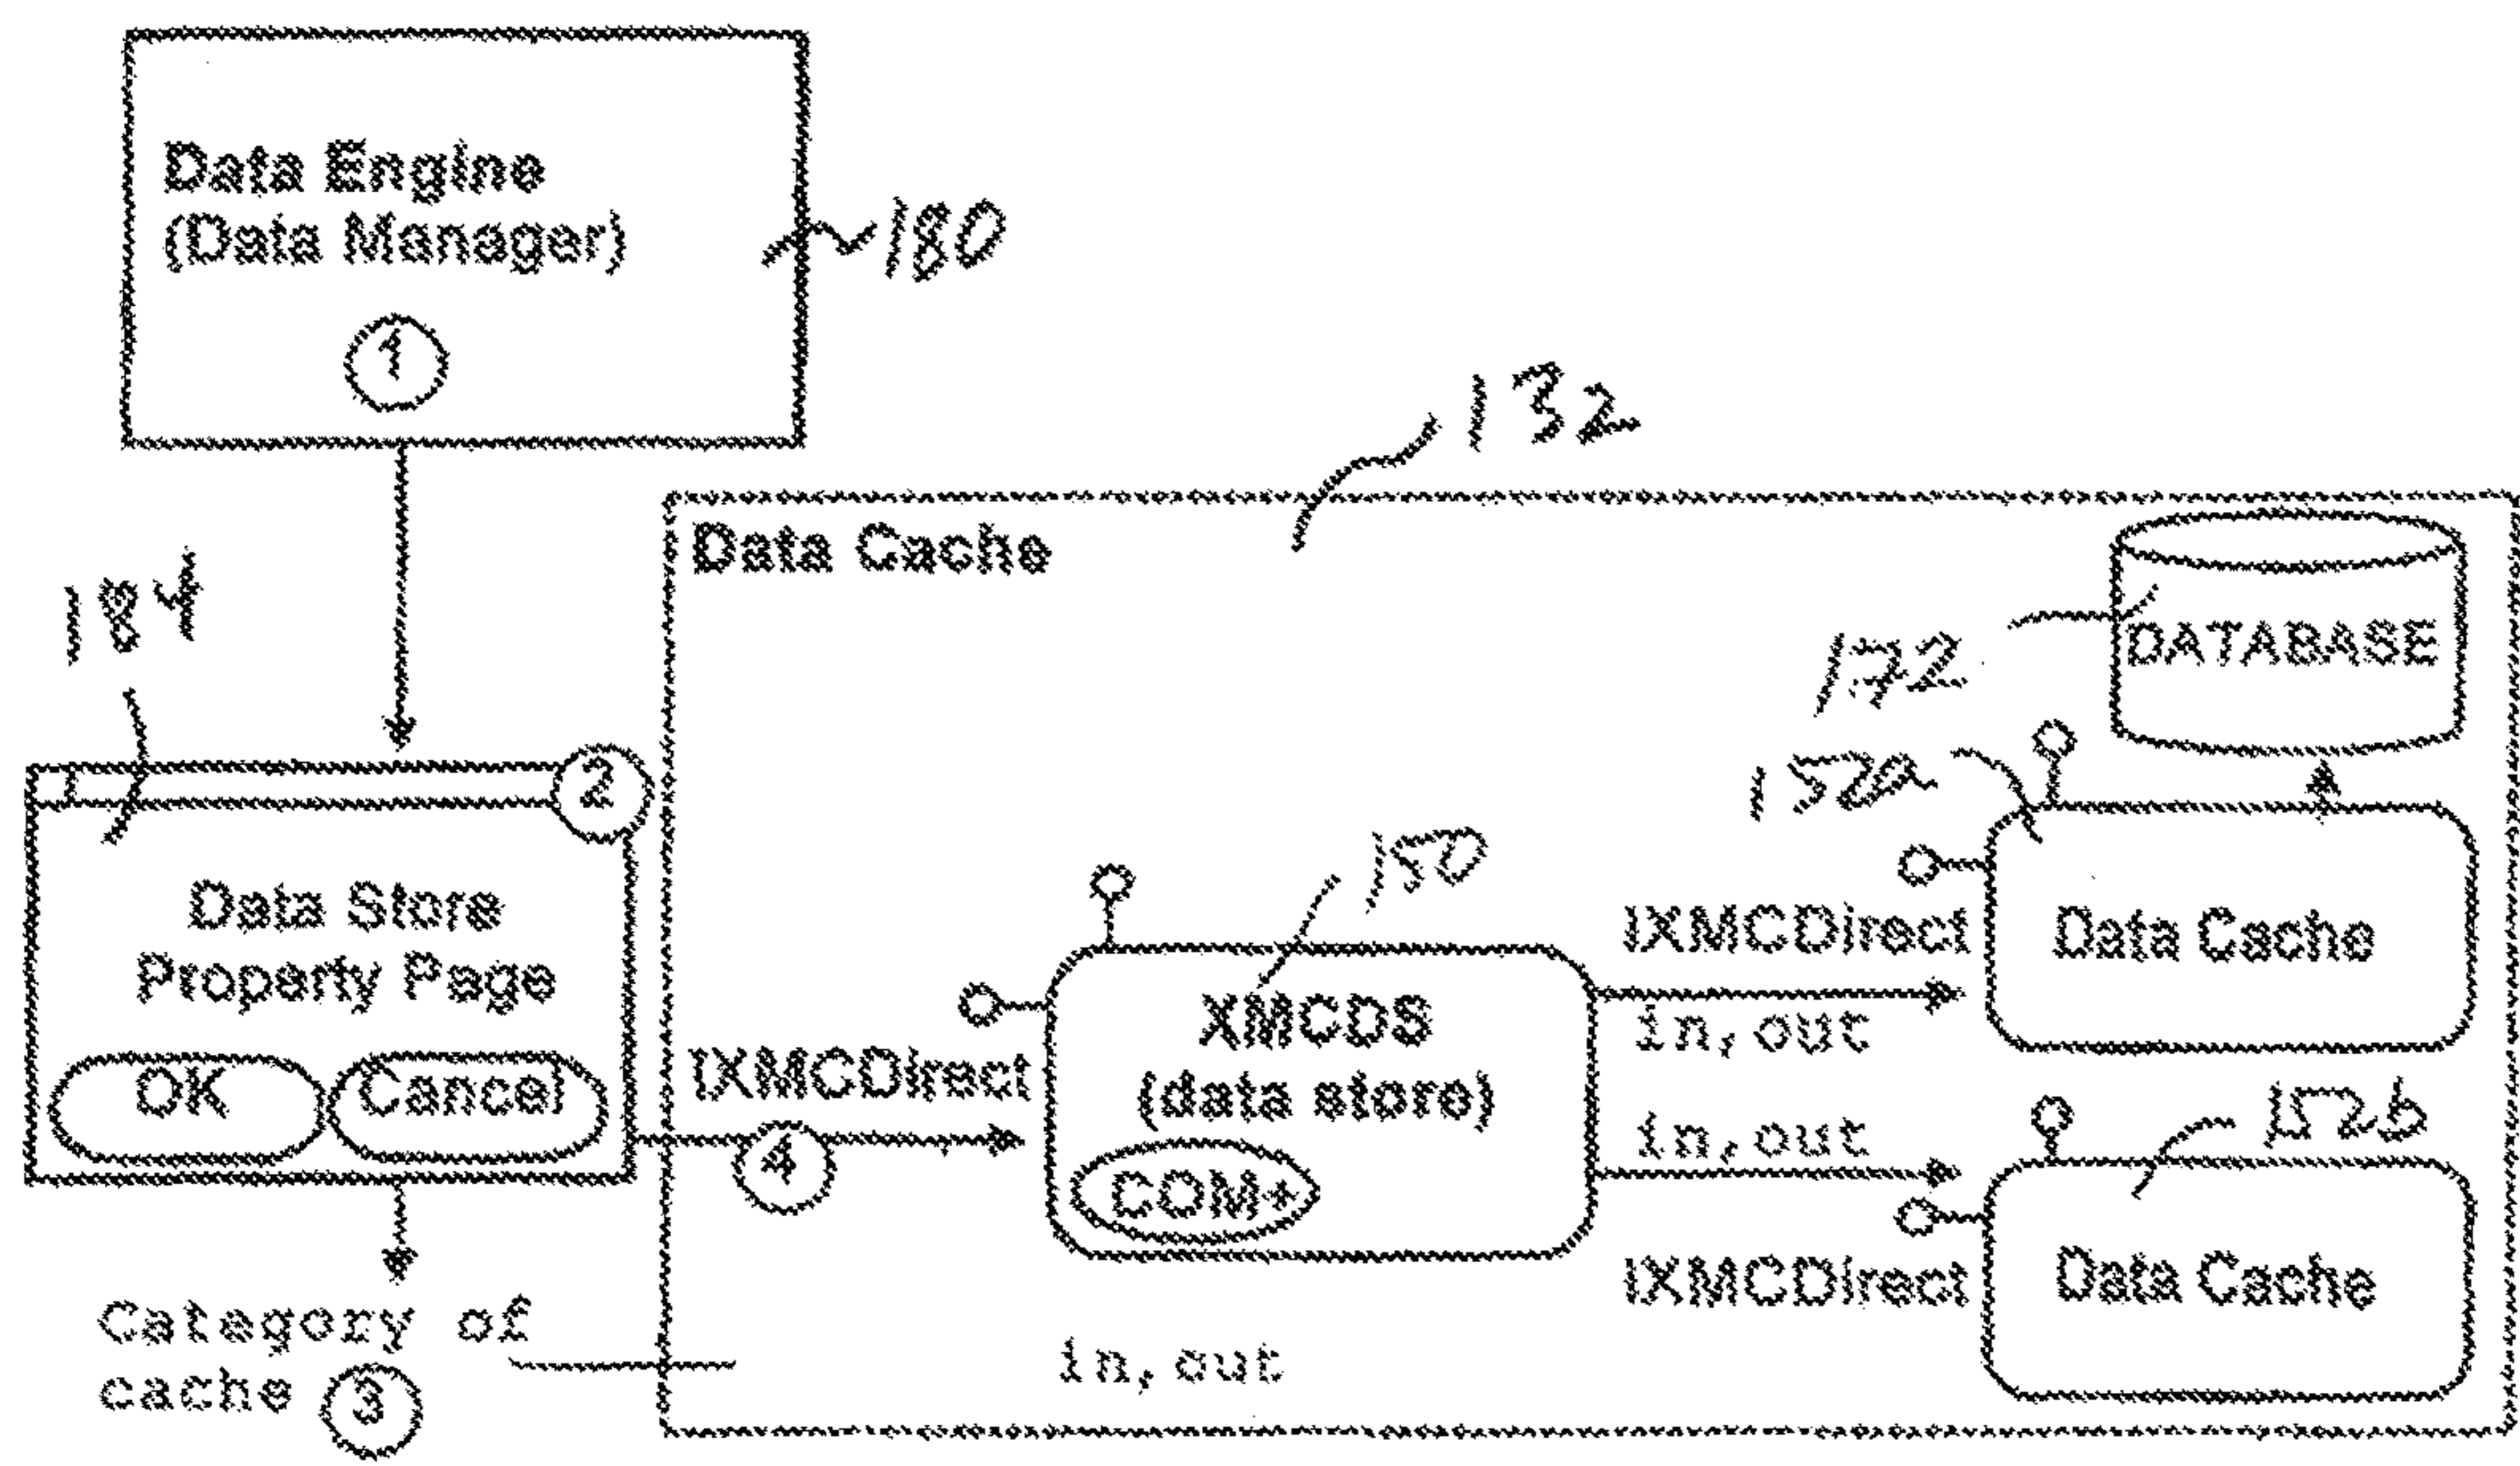 Data Engine
(Data Manager)
1
180
132
184
Data Cache
DATABASE
172
152a
2
Data Store
Property Page
OK
Cancel
150
XMCDS
(data store)
COM+
IXMCDirect
4
IXMCDirect
in, out
Data Cache
in, out
IXMCDirect
152b
Data Cache
Category of
cache 3
in, out